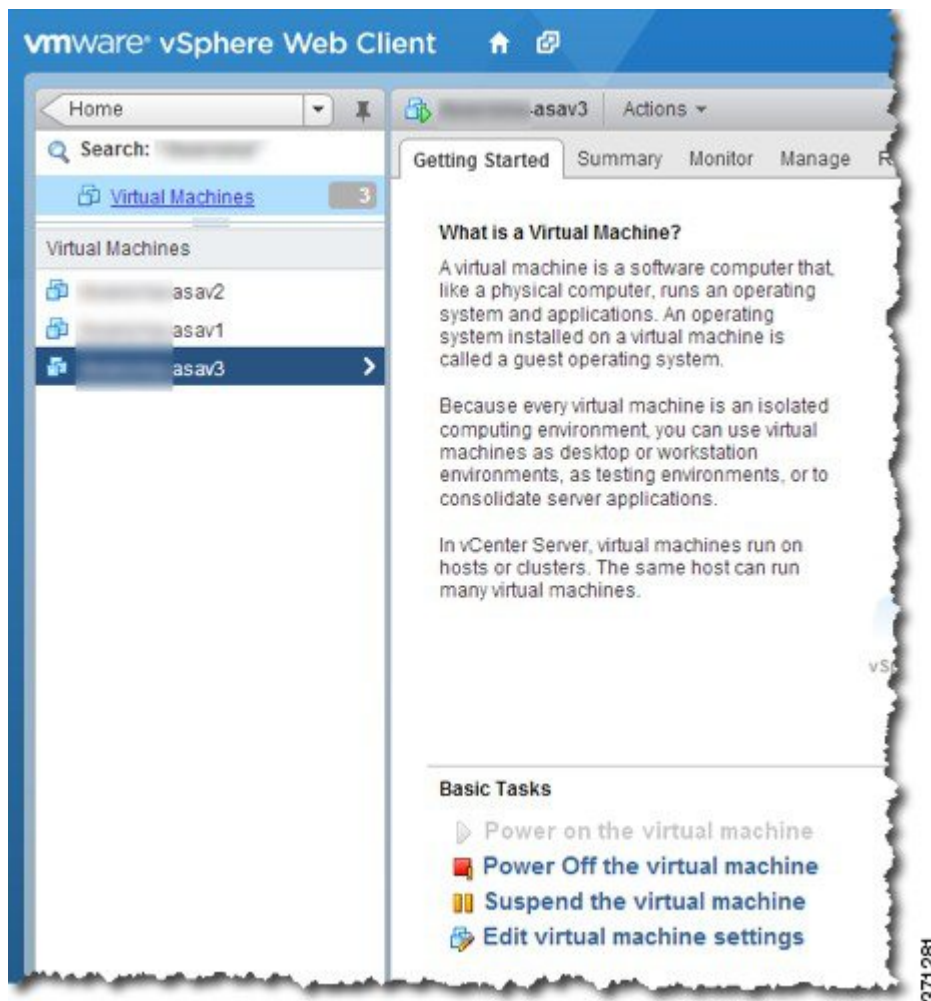 vmware® vSphere Web Client
Home
Search:
Virtual Machines 3
Virtual Machines
asav2
asav1
asav3
.asav3 Actions
Getting Started Summary Monitor Manage R
What is a Virtual Machine?
A virtual machine is a software computer that,
like a physical computer, runs an operating
system and applications. An operating
system installed on a virtual machine is
called a guest operating system.
Because every virtual machine is an isolated
computing environment, you can use virtual
machines as desktop or workstation
environments, as testing environments, or to
consolidate server applications.
In vCenter Server, virtual machines run on
hosts or clusters. The same host can run
many virtual machines.
vSp
Basic Tasks
Power on the virtual machine
Power Off the virtual machine
Suspend the virtual machine
Edit virtual machine settings
371281